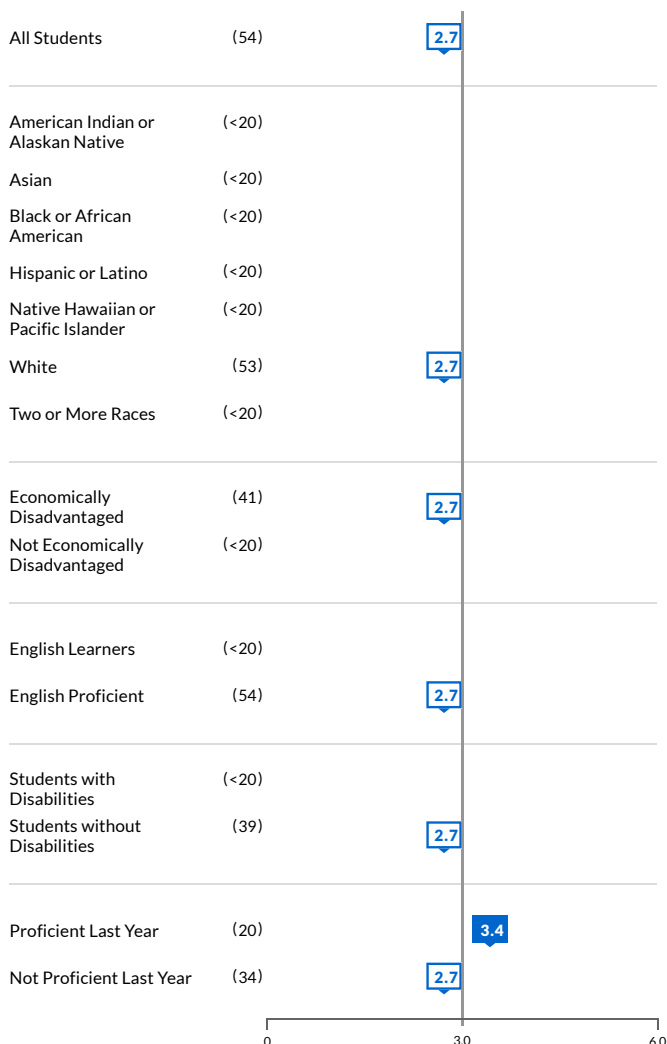 All Students (54) 2.7
American Indian or (<20)
Alaskan Native
Asian (<20)
Black or African (<20)
American
Hispanic or Latino (<20)
Native Hawaiian or (<20)
Pacific Islander
White (53) 2.7
Two or More Races (<20)
Economically (41) 2.7
Disadvantaged
Not Economically (<20)
Disadvantaged
English Learners (<20)
English Proficient (54) 2.7
Students with (<20)
Disabilities
Students without (39) 2.7
Disabilities
Proficient Last Year (20) 3.4
Not Proficient Last Year (34) 2.7
0 3.0 6.0